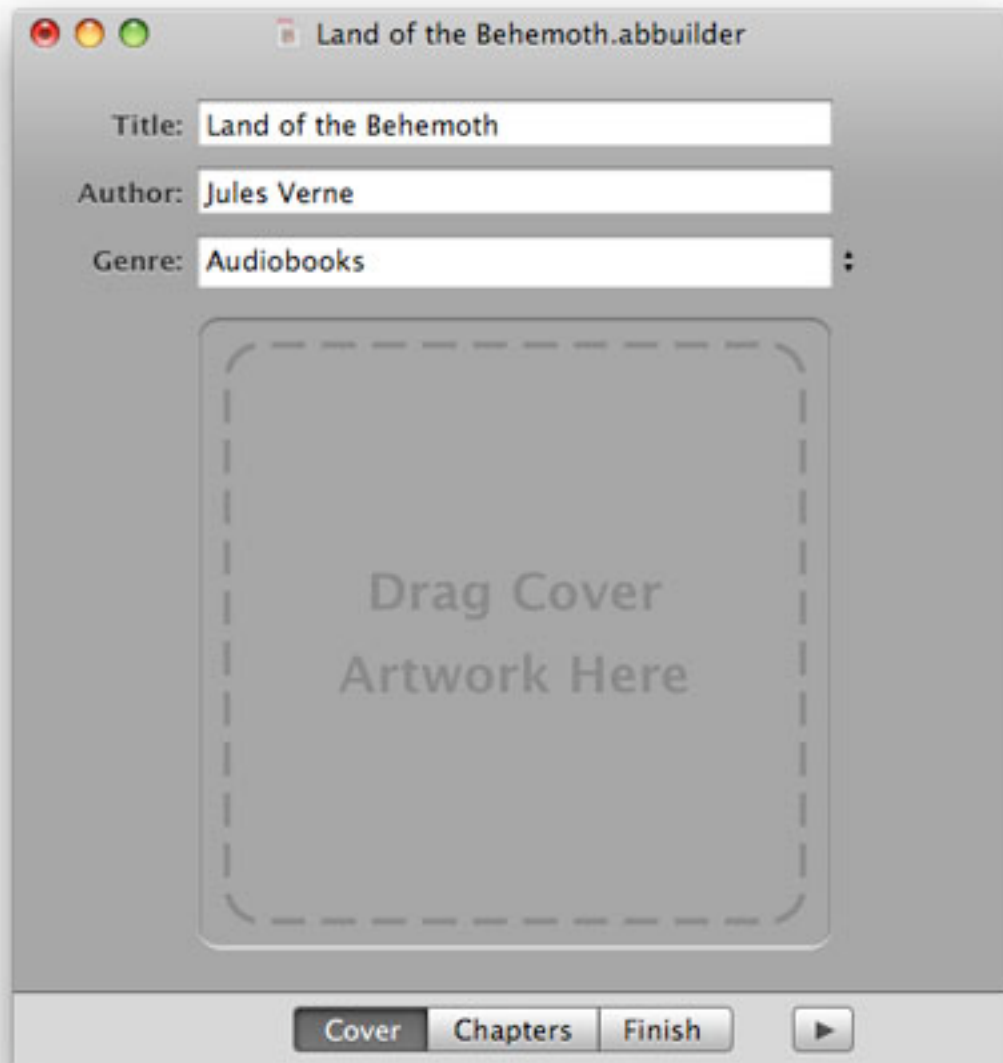 Land of the Behemoth.abbuilder
Title: Land of the Behemoth
Author: Jules Verne
Genre: Audiobooks
Drag Cover
Artwork Here
Cover Chapters Finish